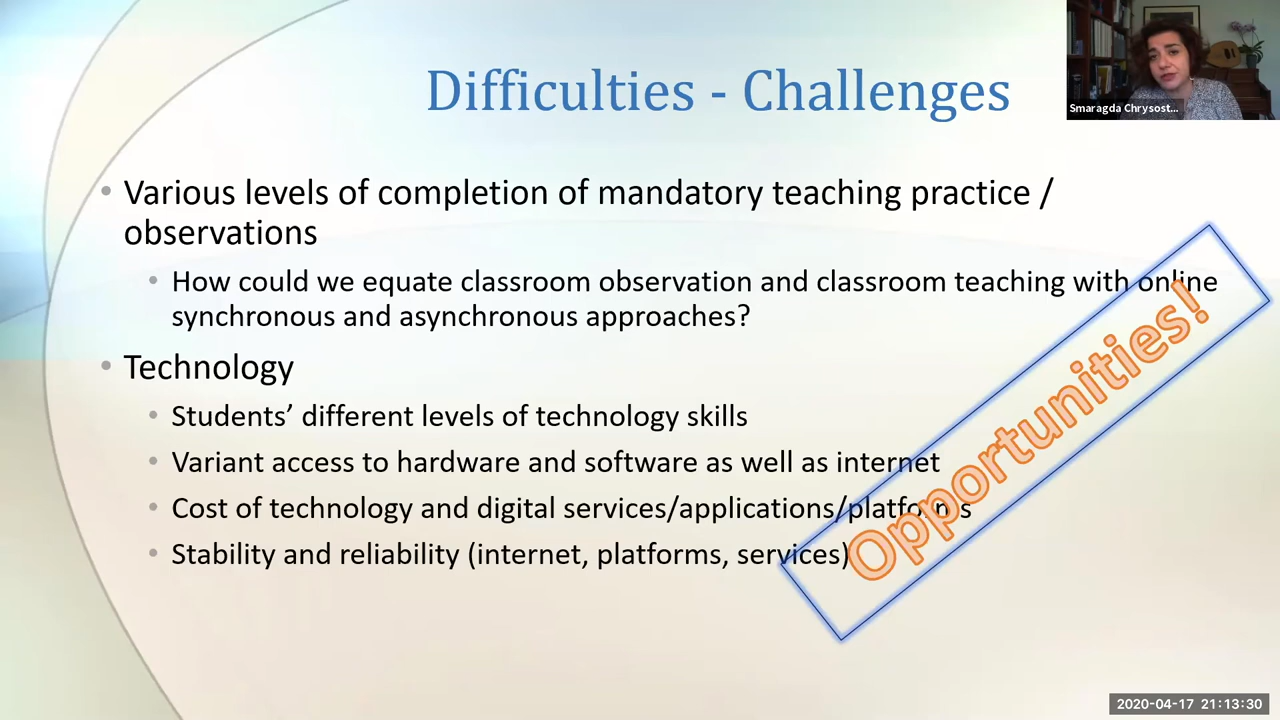 Difficulties - Challenges
Smaragda Chrysost...
• Various levels of completion of mandatory teaching practice /
observations
• How could we equate classroom observation and classroom teaching with online
synchronous and asynchronous approaches?
• Technology
• Students’ different levels of technology skills
• Variant access to hardware and software as well as internet
• Cost of technology and digital services/applications/platforms
• Stability and reliability (internet, platforms, services)
Opportunities!
2020-04-17 21:13:30